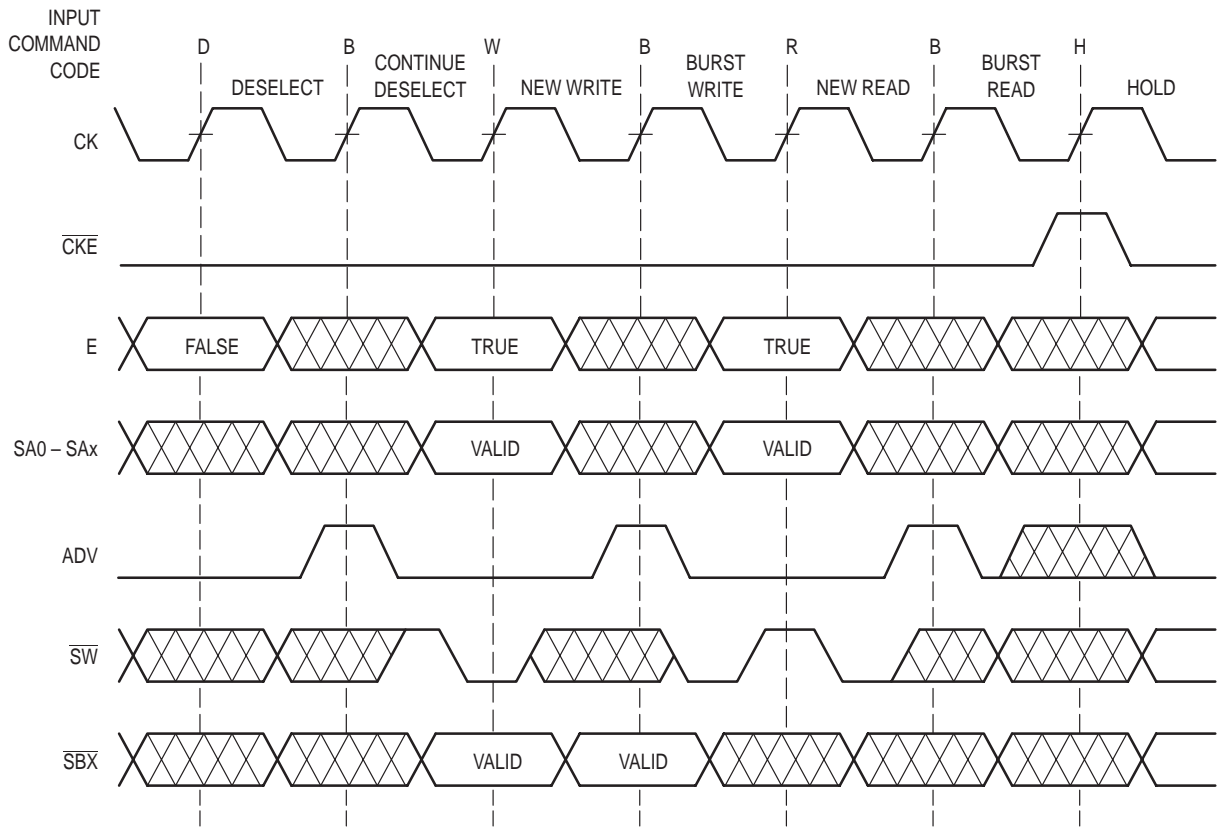 INPUT
COMMAND
CODE
D B W B R B H
DESELECT
CONTINUE
DESELECT
NEW WRITE
BURST
WRITE
NEW READ
BURST
READ
HOLD
CK
CKE
E FALSE TRUE TRUE
SA0 – SAx VALID VALID
ADV
SW
SBX VALID VALID